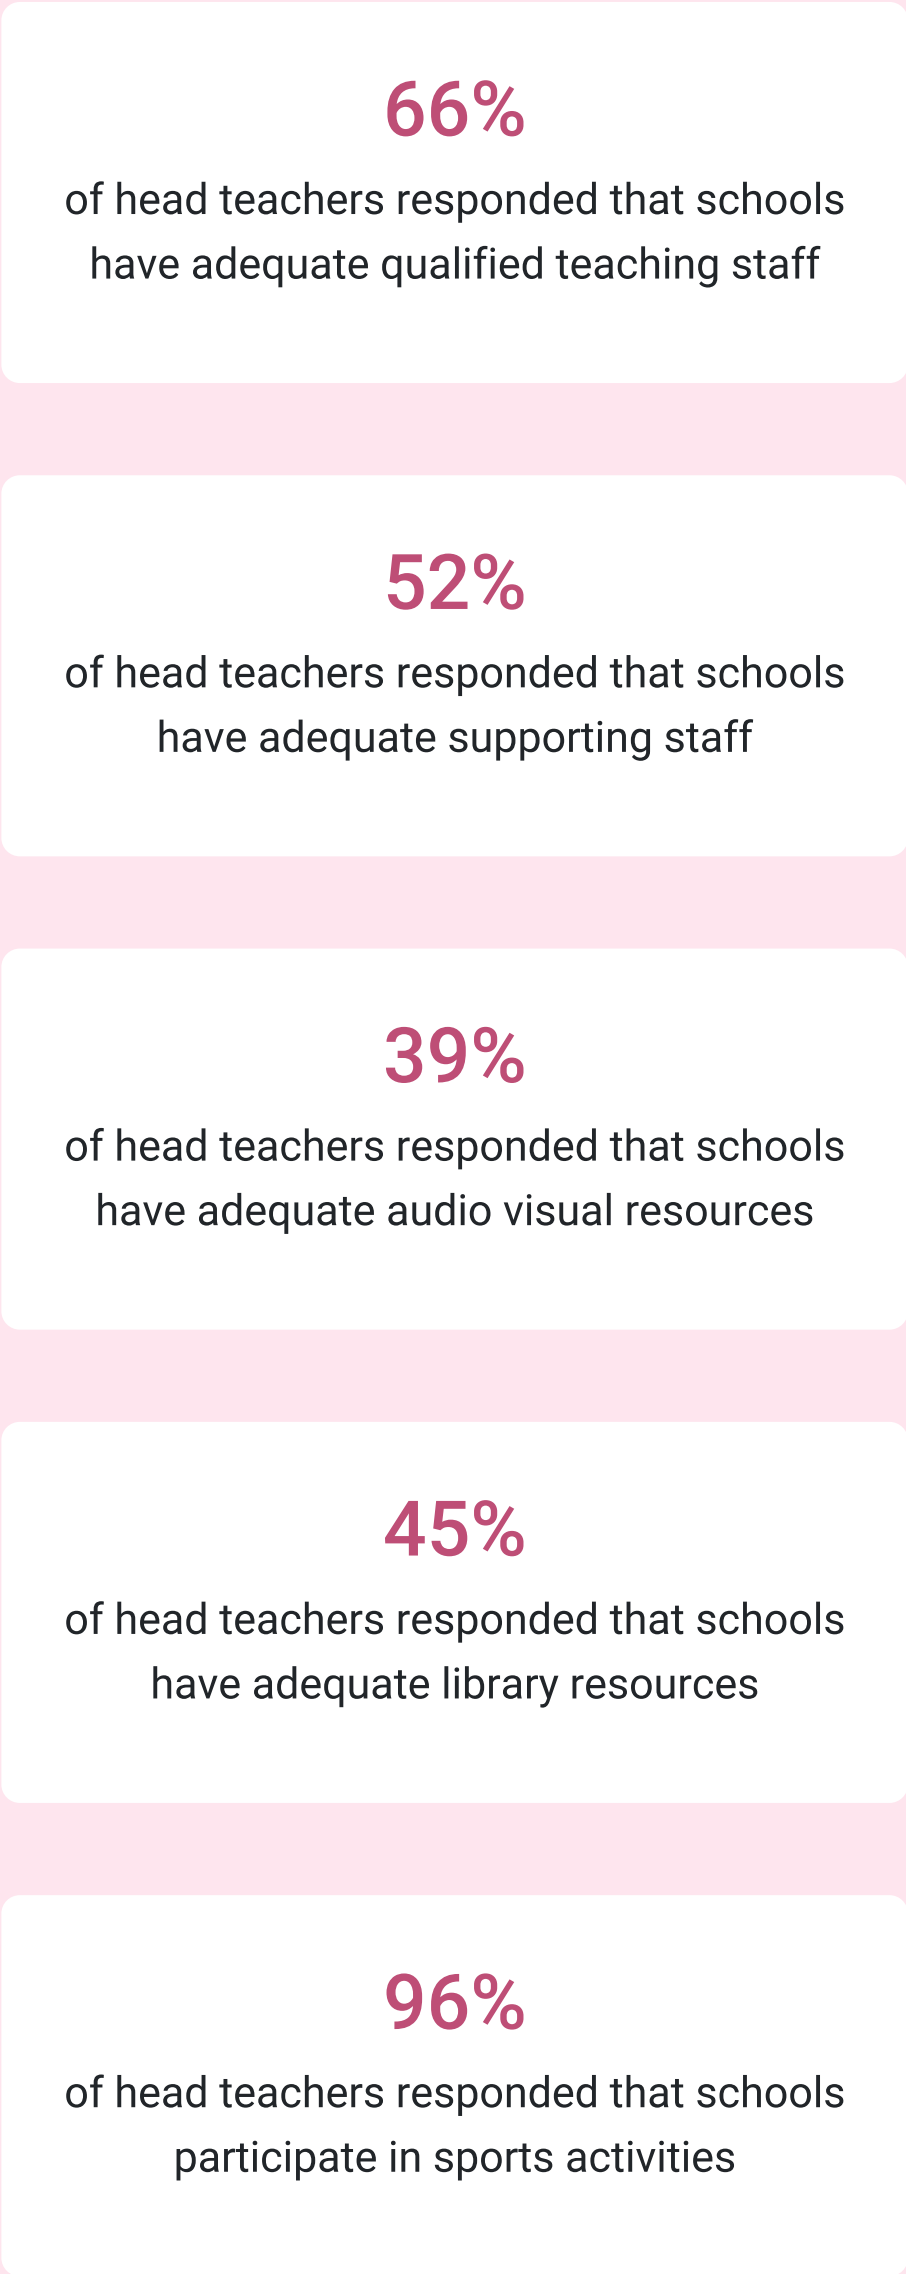 66%
of head teachers responded that schools
have adequate qualified teaching staff
52%
of head teachers responded that schools
have adequate supporting staff
39%
of head teachers responded that schools
have adequate audio visual resources
45%
of head teachers responded that schools
have adequate library resources
96%
of head teachers responded that schools
participate in sports activities